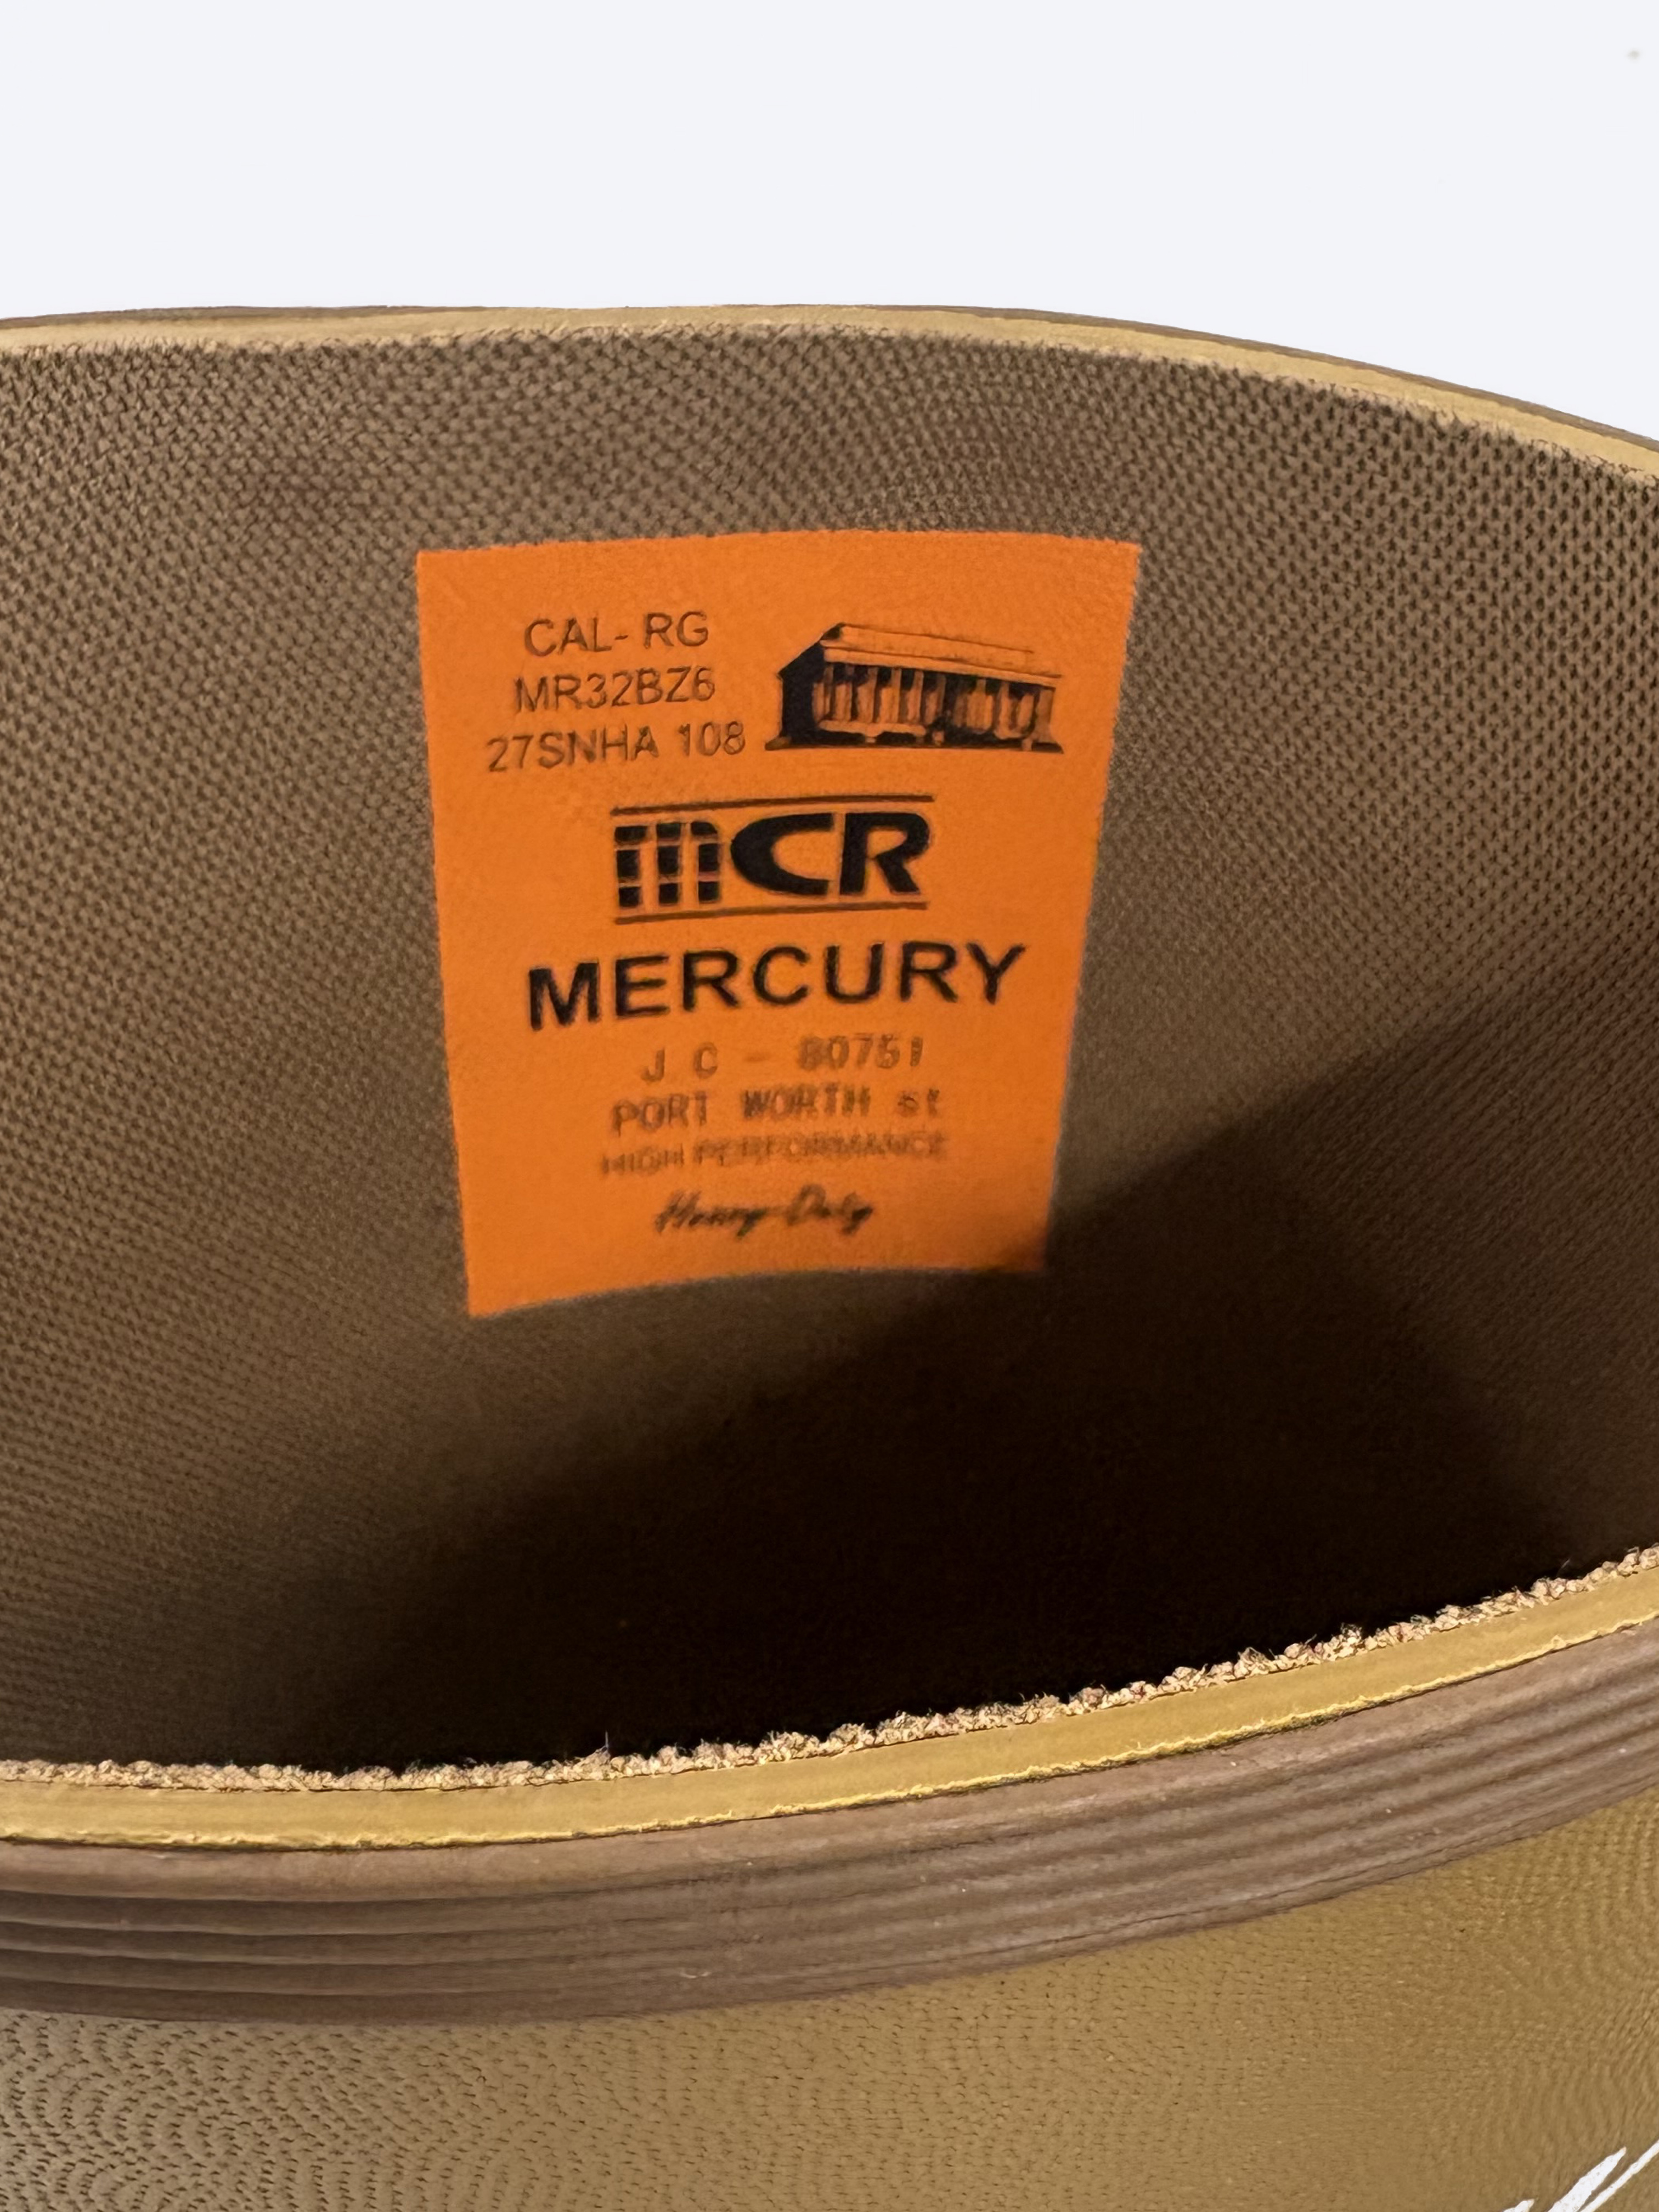 CAL- RG
MR32BZ6
27SNHA 108
mCR
MERCURY
J C - 80751
PORT WORTH st
HIGH PERFORMANCE
Heavy-Duty